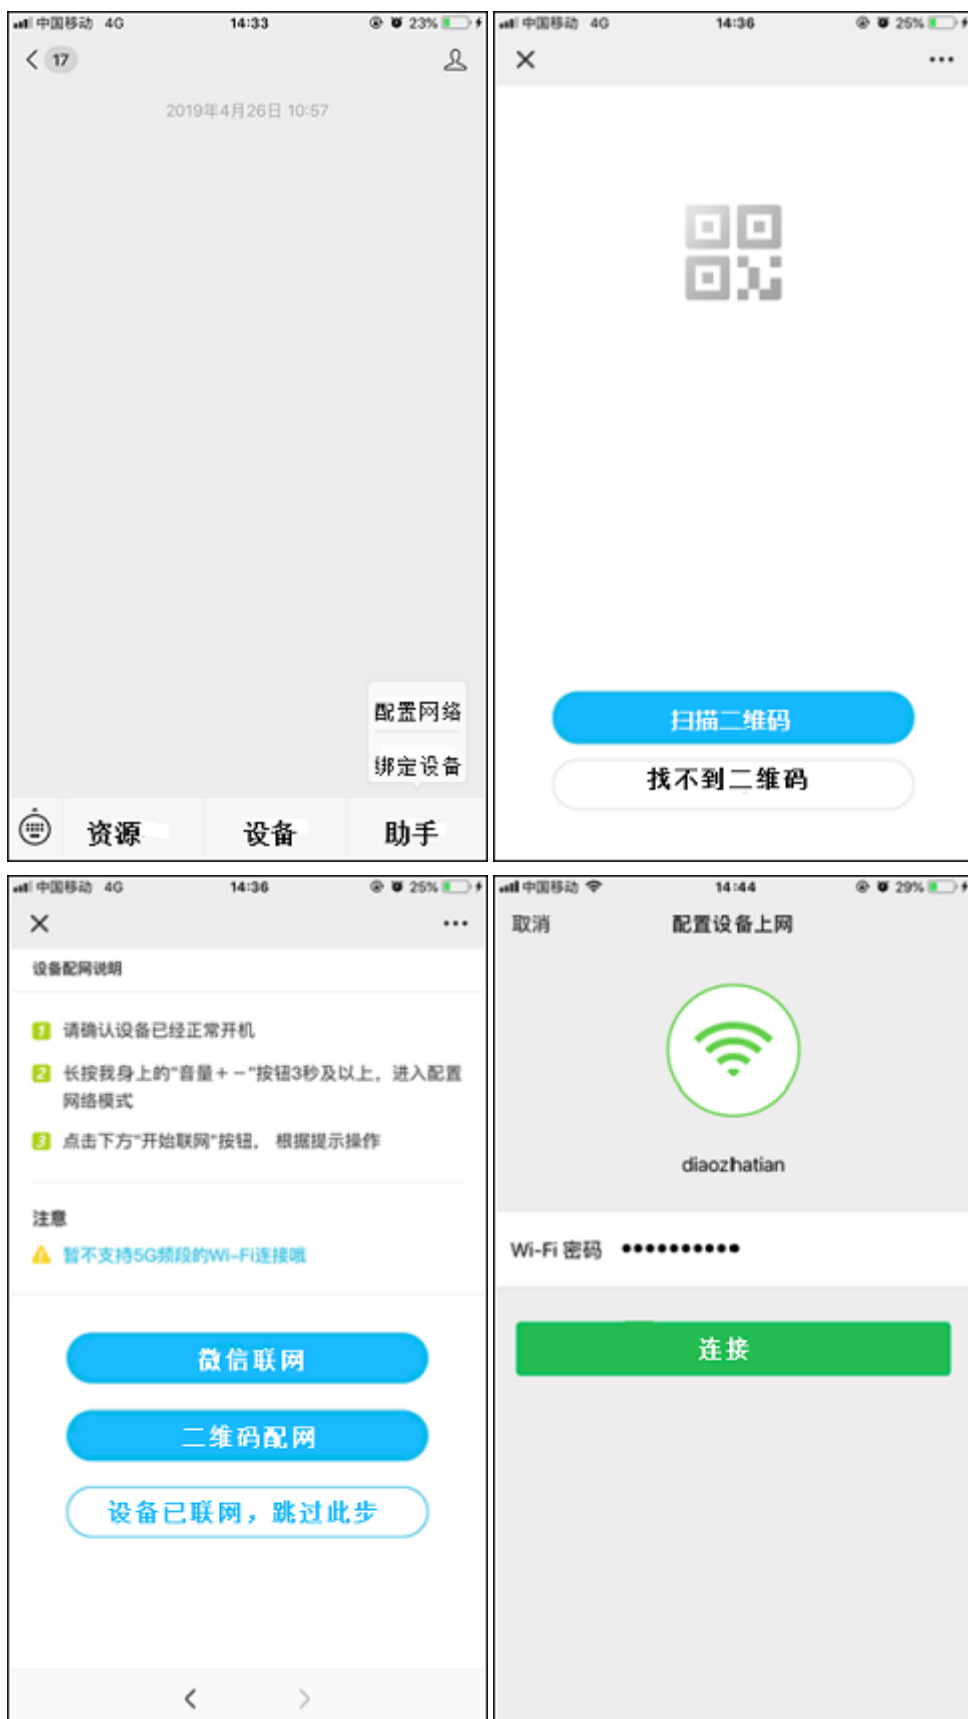 中国移动 4G 14:33 23%
17
2019年4月26日 10:57
配置网络
绑定设备
资源 设备 助手
中国移动 4G 14:36 25%
扫描二维码
找不到二维码
中国移动 4G 14:36 25%
设备配网说明
1 请确认设备已经正常开机
2 长按我身上的"音量+-"按钮3秒及以上，进入配置
网络模式
3 点击下方"开始联网"按钮， 根据提示操作
注意
暂不支持5G频段的Wi-Fi连接哦
微信联网
二维码配网
设备已联网，跳过此步
中国移动 14:44 29%
取消 配置设备上网
diaozhatian
Wi-Fi 密码 ●●●●●●●●●●
连接